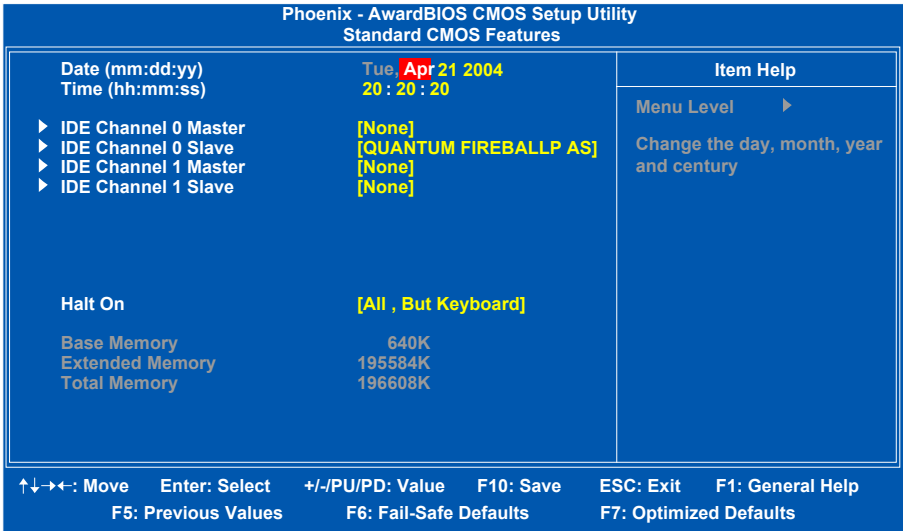 Phoenix - AwardBIOS CMOS Setup Utility
Standard CMOS Features
Date (mm:dd:yy) Tue, Apr 21 2004
Time (hh:mm:ss) 20 : 20 : 20
IDE Channel 0 Master [None]
IDE Channel 0 Slave [QUANTUM FIREBALLP AS]
IDE Channel 1 Master [None]
IDE Channel 1 Slave [None]
Halt On [All , But Keyboard]
Base Memory 640K
Extended Memory 195584K
Total Memory 196608K
Item Help
Menu Level
Change the day, month, year
and century
↑↓→←: Move Enter: Select +/-/PU/PD: Value F10: Save ESC: Exit F1: General Help
F5: Previous Values F6: Fail-Safe Defaults F7: Optimized Defaults